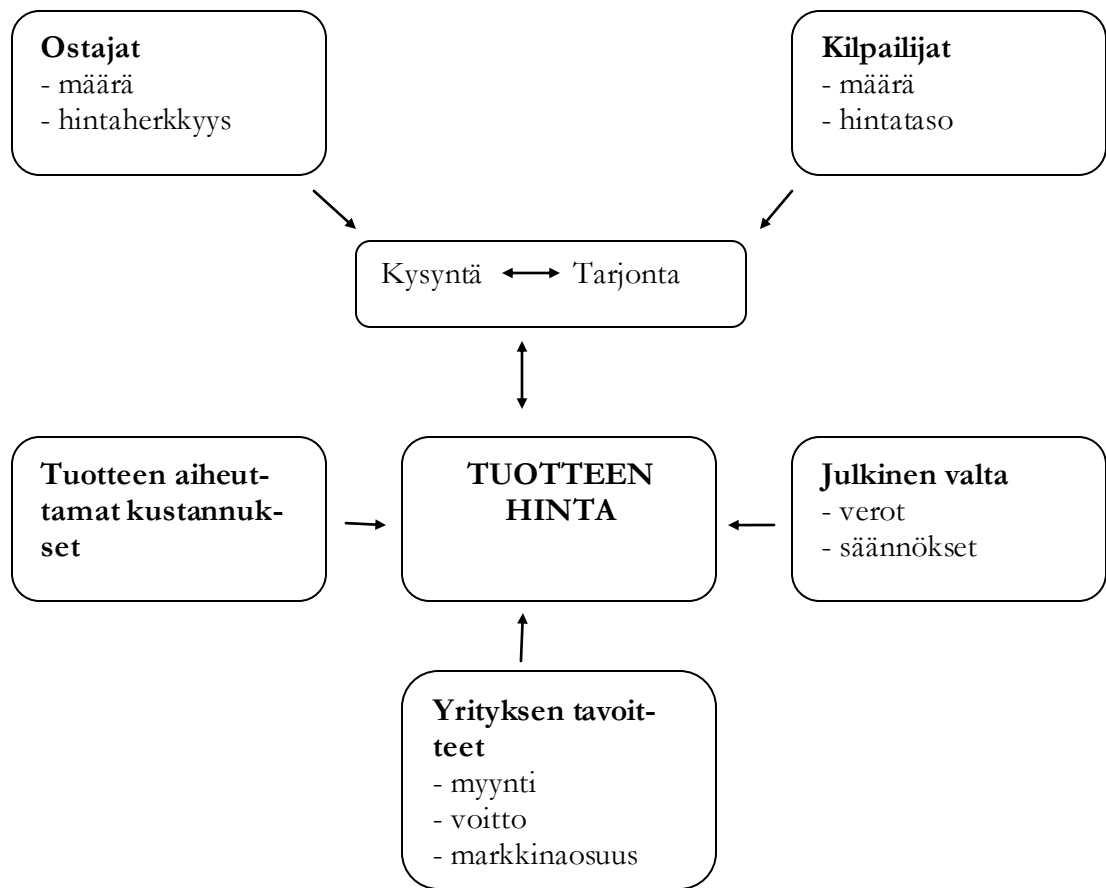 Ostajat
- määrä
- hintaherkkyys
Kilpailijat
- määrä
- hintataso
Kysyntä Tarjonta
Tuotteen aiheut-
tamat kustannuk-
set
TUOTTEEN
HINTA
Julkinen valta
- verot
- säännökset
Yrityksen tavoit-
teet
- myynti
- voitto
- markkinaosuus